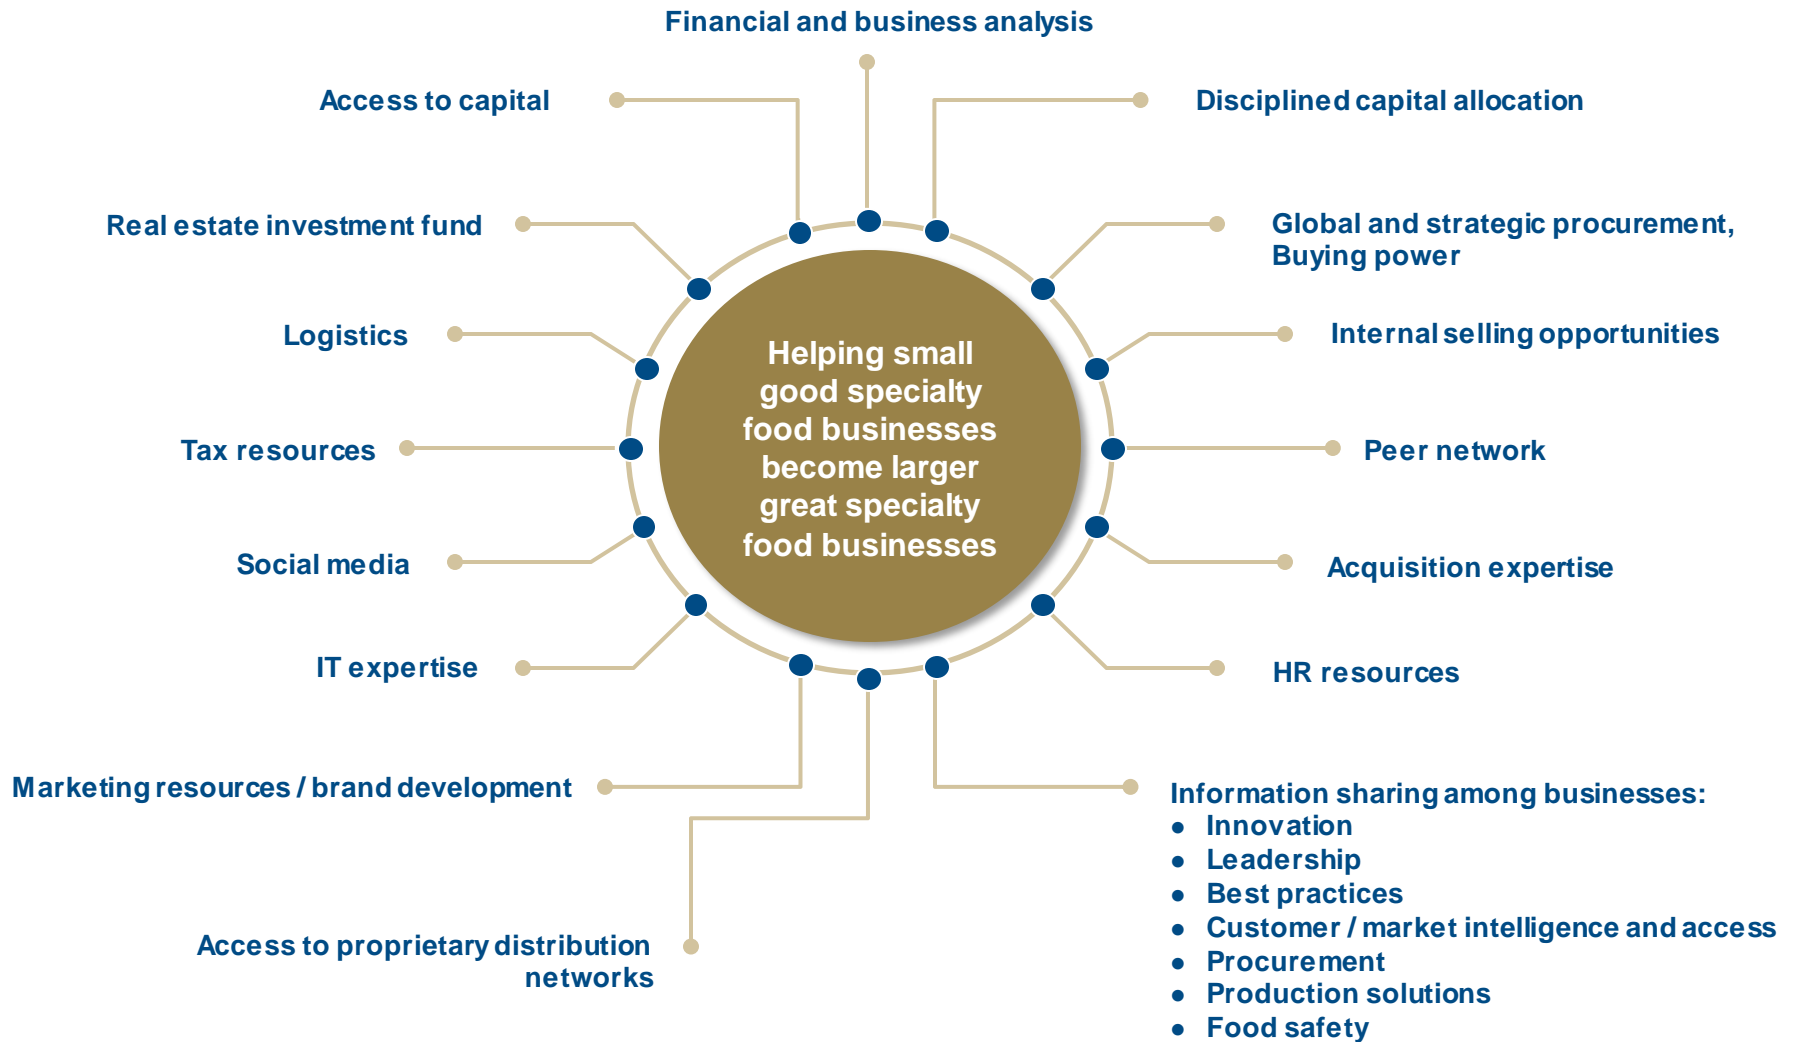 Financial and business analysis
Access to capital
Disciplined capital allocation
Real estate investment fund
Global and strategic procurement,
Buying power
Logistics
Internal selling opportunities
Helping small
good specialty
food businesses
become larger
great specialty
food businesses
Tax resources
Peer network
Social media
Acquisition expertise
IT expertise
HR resources
Marketing resources / brand development
Information sharing among businesses:
● Innovation
● Leadership
● Best practices
● Customer / market intelligence and access
● Procurement
● Production solutions
● Food safety
Access to proprietary distribution
networks